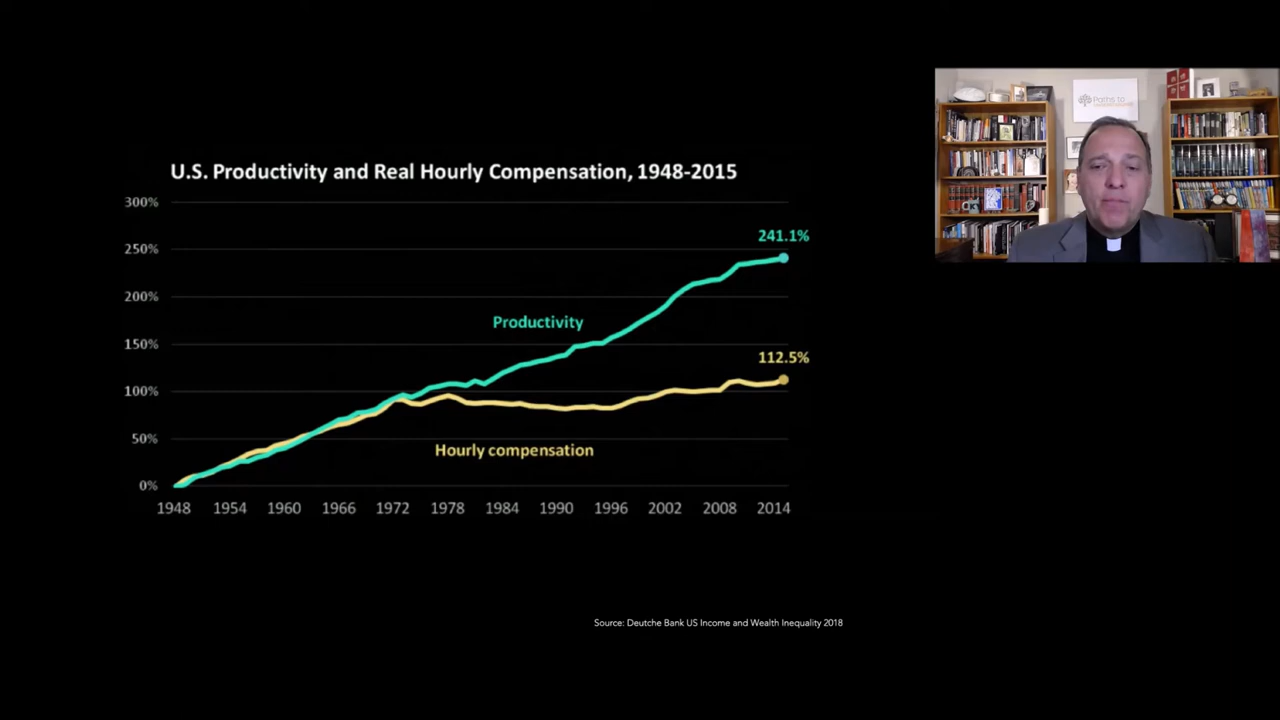 U.S. Productivity and Real Hourly Compensation, 1948-2015
300%
250%
200%
150%
100%
50%
0%
241.1%
Productivity
112.5%
Hourly compensation
1948 1954 1960 1966 1972 1978 1984 1990 1996 2002 2008 2014
Source: Deutche Bank US Income and Wealth Inequality 2018
Paths to